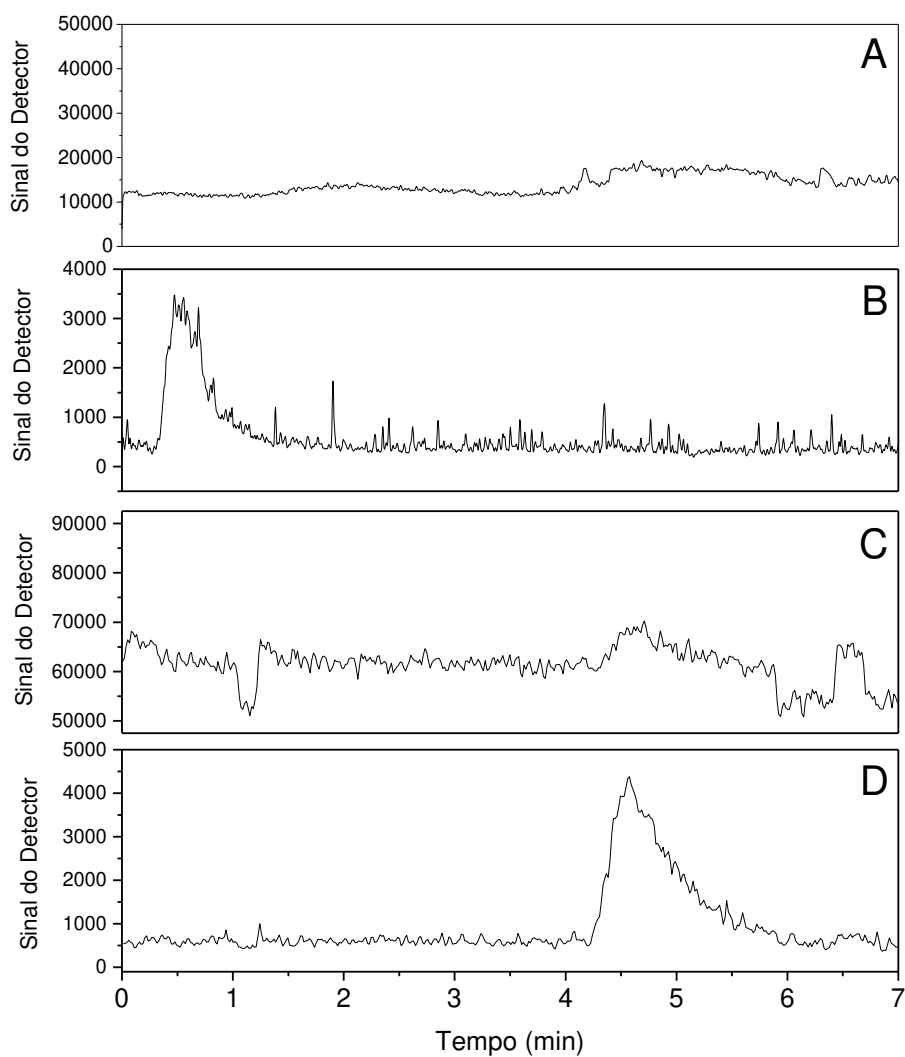 50000
40000
30000
20000
10000
0
Sinal do Detector
A
4000
3000
2000
1000
0
Sinal do Detector
B
90000
80000
70000
60000
50000
Sinal do Detector
C
5000
4000
3000
2000
1000
0
Sinal do Detector
D
0 1 2 3 4 5 6 7
Tempo (min)